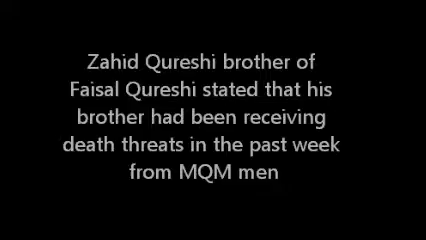 Zahid Qureshi brother of
Faisal Qureshi stated that his
brother had been receiving
death threats in the past week
from MQM men